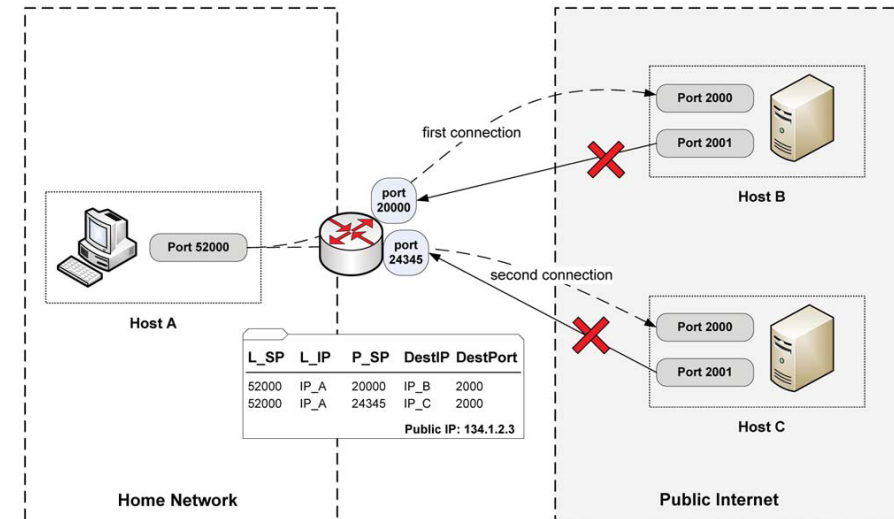 Port 2000
first connection
Port 2001
port
20000
Host B
Port 52000
port
24345
second connection
Host A
Port 2000
Port 2001
L_SP L_IP P_SP DestIP DestPort
52000 IP_A 20000 IP_B 2000
52000 IP_A 24345 IP_C 2000
Public IP: 134.1.2.3
Host C
Home Network
Public Internet